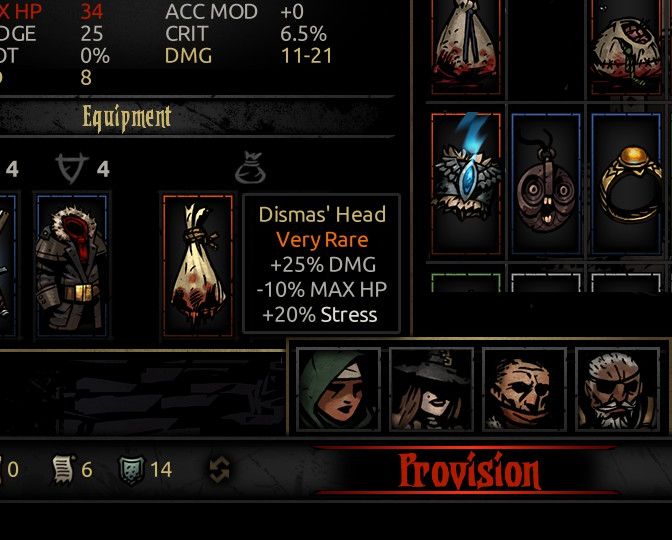 X HP 34 ACC MOD +0
DGE 25 CRIT 6.5%
OT 0% DMG 11-21
D 8
Equipment
4 4
Dismas' Head
Very Rare
+25% DMG
-10% MAX HP
+20% Stress
0 6 14
Provision